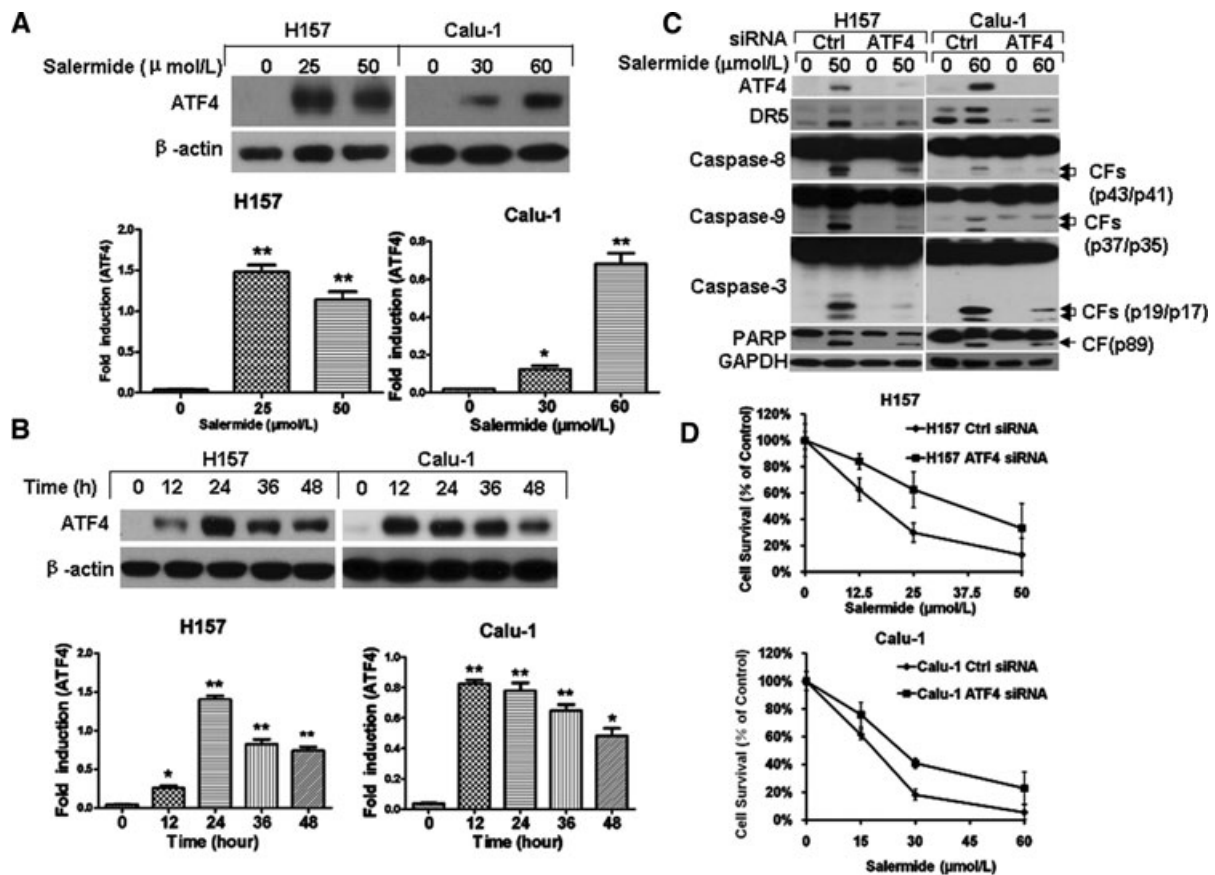 A
H157 Calu-1
Salermide (μ mol/L) 0 25 50 0 30 60
ATF4
β -actin
H157
Fold induction (ATF4)
2.0
1.5
1.0
0.5
0.0
** **
0 25 50
Salermide (μmol/L)
Calu-1
Fold induction (ATF4)
0.8
0.6
0.4
0.2
0.0
* **
0 30 60
Salermide (μmol/L)
B
H157 Calu-1
Time (h) 0 12 24 36 48 0 12 24 36 48
ATF4
β -actin
H157
Fold induction (ATF4)
2.0
1.5
1.0
0.5
0.0
* ** ** **
0 12 24 36 48
Time (hour)
Calu-1
Fold induction (ATF4)
1.0
0.8
0.6
0.4
0.2
0.0
** ** ** *
0 12 24 36 48
Time (hour)
C
H157 Calu-1
siRNA Ctrl ATF4 Ctrl ATF4
Salermide (μmol/L) 0 50 0 50 0 60 0 60
ATF4
DR5
Caspase-8
CFs
(p43/p41)
Caspase-9
CFs
(p37/p35)
Caspase-3
CFs (p19/p17)
PARP
CF(p89)
GAPDH
D
H157
Cell Survival (% of Control)
120%
100%
80%
60%
40%
20%
0%
H157 Ctrl siRNA
H157 ATF4 siRNA
0 12.5 25 37.5 50
Salermide (μmol/L)
Calu-1
Cell Survival (% of Control)
120%
100%
80%
60%
40%
20%
0%
Calu-1 Ctrl siRNA
Calu-1 ATF4 siRNA
0 15 30 45 60
Salermide (μmol/L)